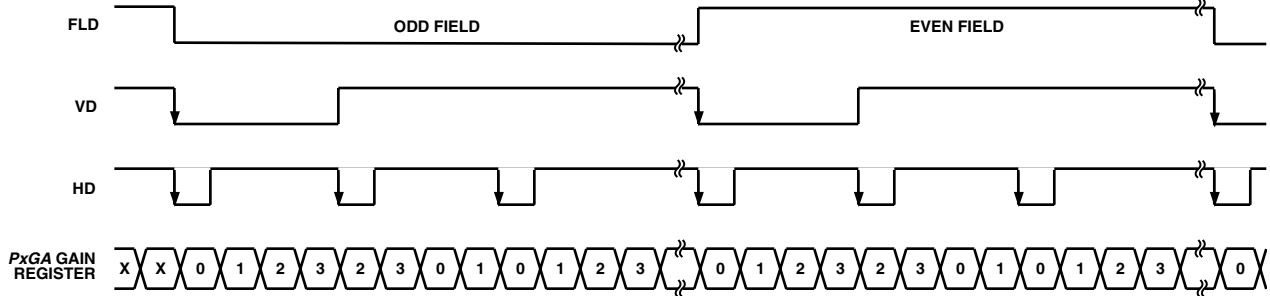 FLD
ODD FIELD
EVEN FIELD
VD
HD
PxGA GAIN
REGISTER
X X 0 1 2 3 2 3 0 1 0 1 2 3 0 1 2 3 2 3 0 1 0 1 2 3 0